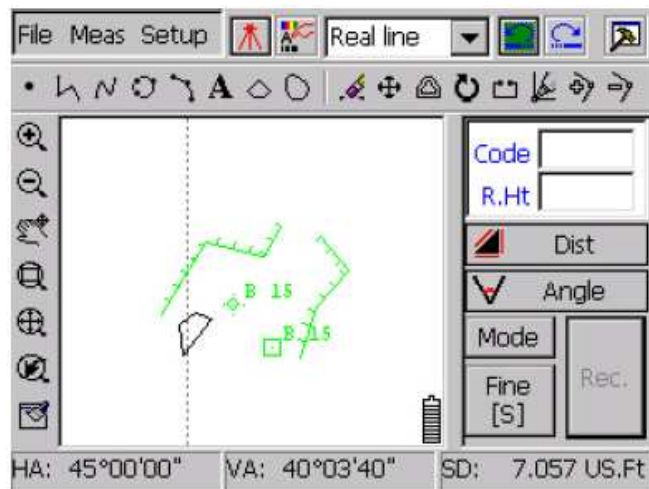 File Meas Setup Real line
A
Code
R.Ht
Dist
B 15
Angle
B 15
Mode
Fine
[S]
Rec.
HA: 45°00'00" VA: 40°03'40" SD: 7.057 US.Ft